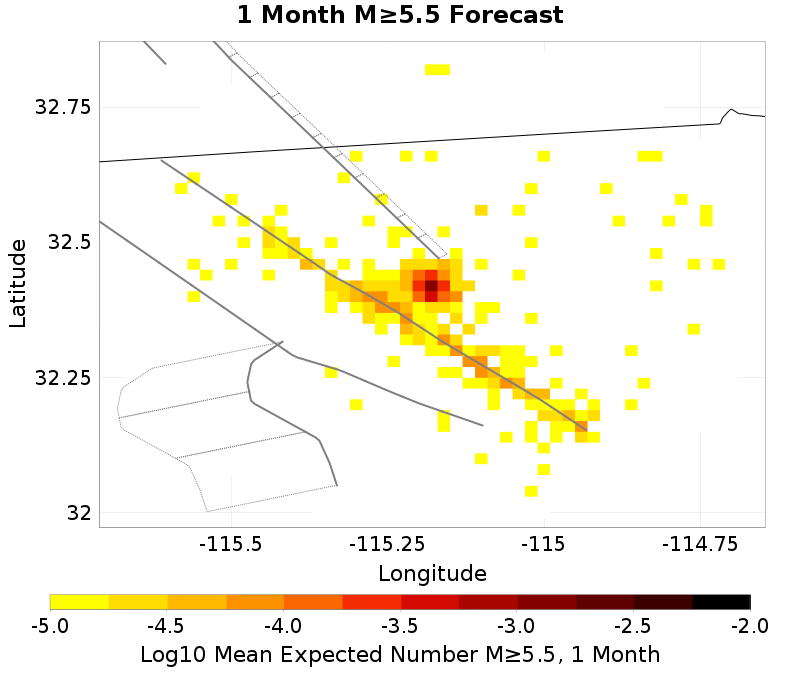 1 Month M≥5.5 Forecast
32.75
32.5
32.25
32
Latitude
-115.5 -115.25 -115 -114.75
Longitude
-5.0 -4.5 -4.0 -3.5 -3.0 -2.5 -2.0
Log10 Mean Expected Number M≥5.5, 1 Month